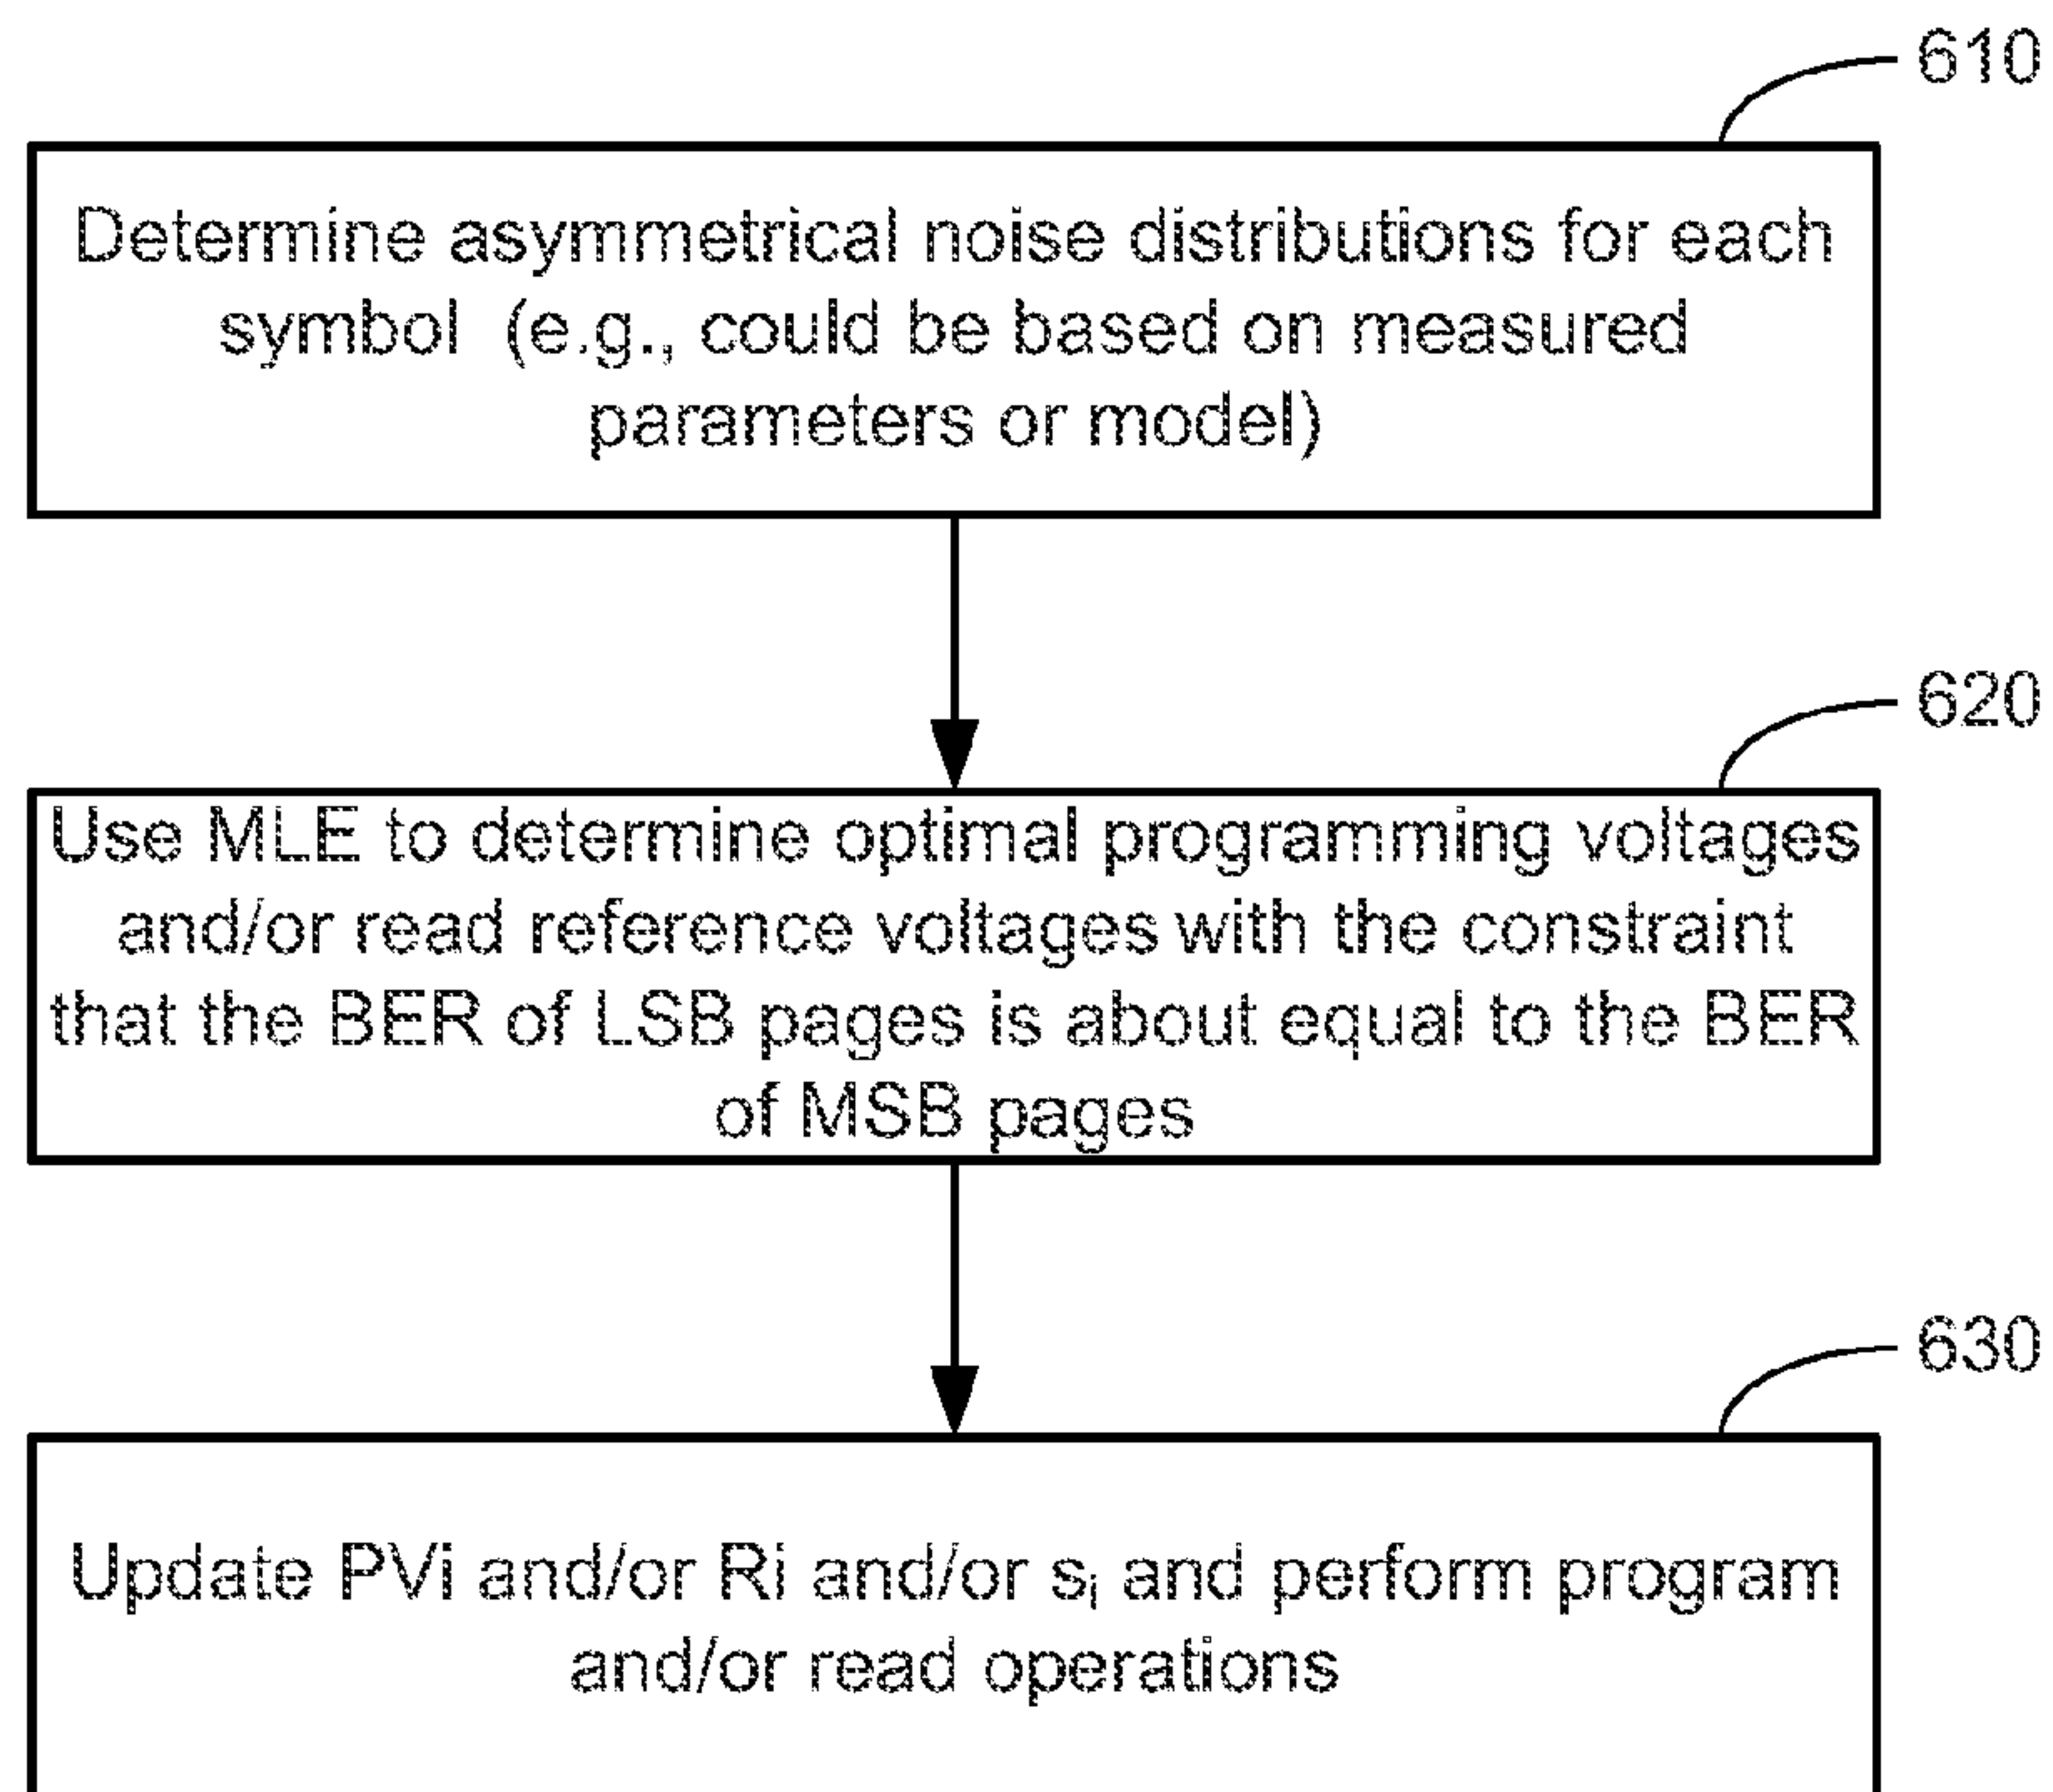 610
Determine asymmetrical noise distributions for each
symbol (e.g., could be based on measured
parameters or model)
620
Use MLE to determine optimal programming voltages
and/or read reference voltages with the constraint
that the BER of LSB pages is about equal to the BER
of MSB pages
630
Update PVi and/or Ri and/or sᵢ and perform program
and/or read operations